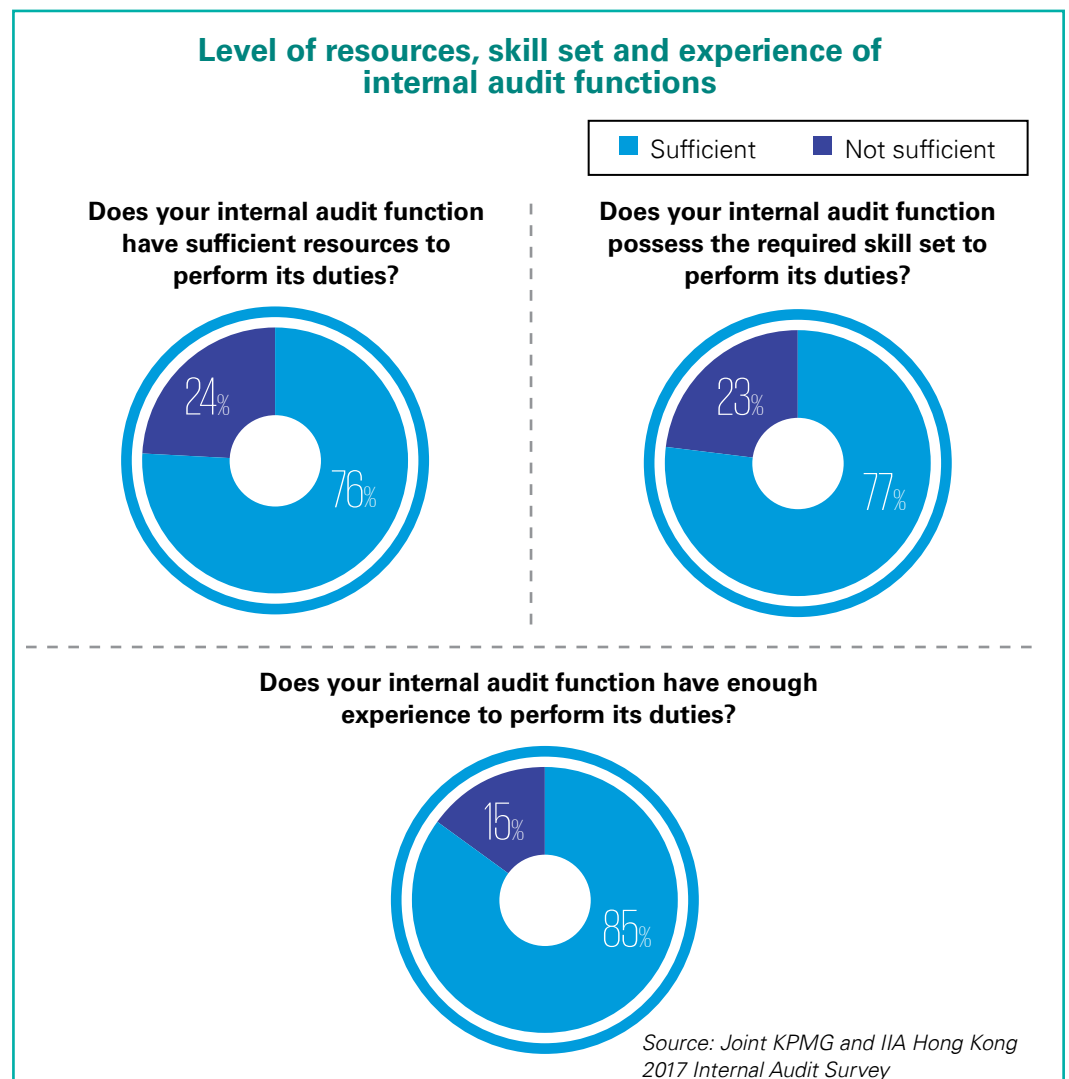 Level of resources, skill set and experience of
internal audit functions
Sufficient
Not sufficient
Does your internal audit function
have sufficient resources to
perform its duties?
24%
76%
Does your internal audit function
possess the required skill set to
perform its duties?
23%
77%
Does your internal audit function have enough
experience to perform its duties?
15%
85%
Source: Joint KPMG and IIA Hong Kong
2017 Internal Audit Survey